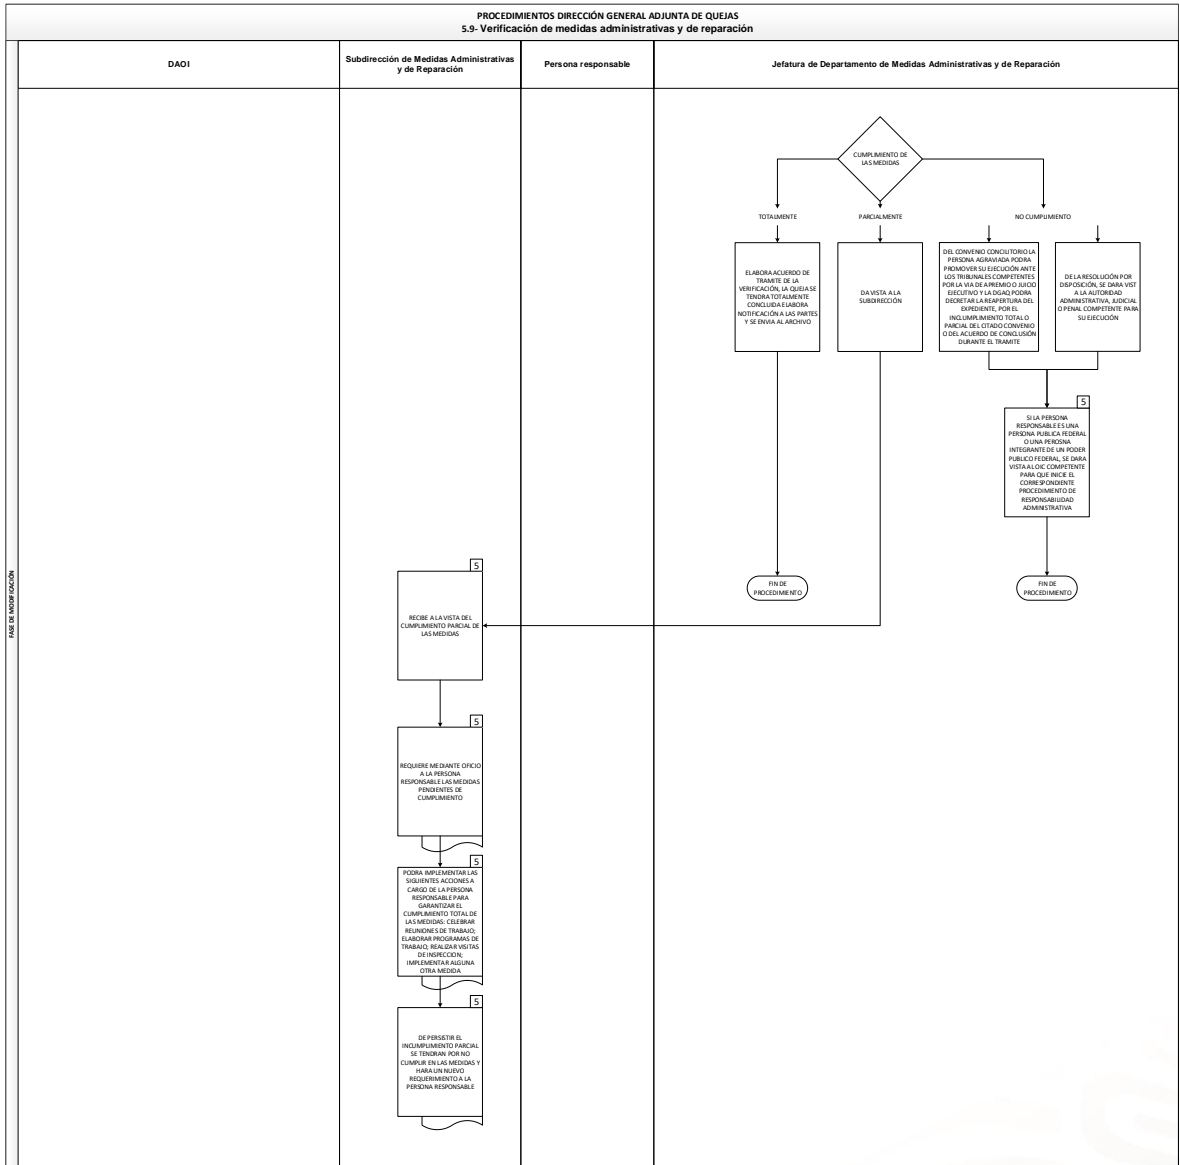 PROCEDIMIENTOS DIRECCIÓN GENERAL ADJUNTA DE QUEJAS
5.9- Verificación de medidas administrativas y de reparación
DAOI
Subdirección de Medidas Administrativas
y de Reparación
Persona responsable
Jefatura de Departamento de Medidas Administrativas y de Reparación
FASE DE MODIFICACIÓN
CUMPLIMIENTO DE
LAS MEDIDAS
TOTALMENTE
PARCIALMENTE
NO CUMPLIMIENTO
ELABORA ACUERDO DE
TRAMITE DE LA
VERIFICACIÓN, LA QUEJA SE
TENDRA TOTALMENTE
CONCLUIDA ELABORA
NOTIFICACIÓN A LAS PARTES
Y SE ENVIA AL ARCHIVO
DA VISTA A LA
SUBDIRECCIÓN
DEL CONVENIO CONCILITORIO LA
PERSONA AGRAVIADA PODRA
PROMOVER SU EJECUCIÓN ANTE
LOS TRIBUNALES COMPETENTES
POR LA VIA DE APREMIO O JUICIO
EJECUTIVO Y LA DGAQ PODRA
DECRETAR LA REAPERTURA DEL
EXPEDIENTE, POR EL
INCLUMPLIMIENTO TOTAL O
PARCIAL DEL CITADO CONVENIO
O DEL ACUERDO DE CONCLUSIÓN
DURANTE EL TRAMITE
DE LA RESOLUCIÓN POR
DISPOSICIÓN, SE DARA VIST
A LA AUTORIDAD
ADMINISTRATIVA, JUDICIAL
O PENAL COMPETENTE PARA
SU EJECUCIÓN
5
SI LA PERSONA
RESPONSABLE ES UNA
PERSONA PUBLICA FEDERAL
O UNA PEROSNA
INTEGRANTE DE UN PODER
PUBLICO FEDERAL, SE DARA
VISTA AL OIC COMPETENTE
PARA QUE INICIE EL
CORRESPONDIENTE
PROCEDIMIENTO DE
RESPONSABILIDAD
ADMINISTRATIVA
FIN DE
PROCEDIMIENTO
FIN DE
PROCEDIMIENTO
5
RECIBE A LA VISTA DEL
CUMPLIMIENTO PARCIAL DE
LAS MEDIDAS
5
REQUIERE MEDIANTE OFICIO
A LA PERSONA
RESPONSABLE LAS MEDIDAS
PENDIENTES DE
CUMPLIMIENTO
5
PODRA IMPLEMENTAR LAS
SIGUIENTES ACCIONES A
CARGO DE LA PERSONA
RESPONSABLE PARA
GARANTIZAR EL
CUMPLIMIENTO TOTAL DE
LAS MEDIDAS: CELEBRAR
REUNIONES DE TRABAJO;
ELABORAR PROGRAMAS DE
TRABAJO; REALIZAR VISITAS
DE INSPECCION;
IMPLEMENTAR ALGUNA
OTRA MEDIDA
5
DE PERSISTIR EL
INCUMPLIMIENTO PARCIAL
SE TENDRAN POR NO
CUMPLIR EN LAS MEDIDAS Y
HARA UN NUEVO
REQUERIMIENTO A LA
PERSONA RESPONSABLE